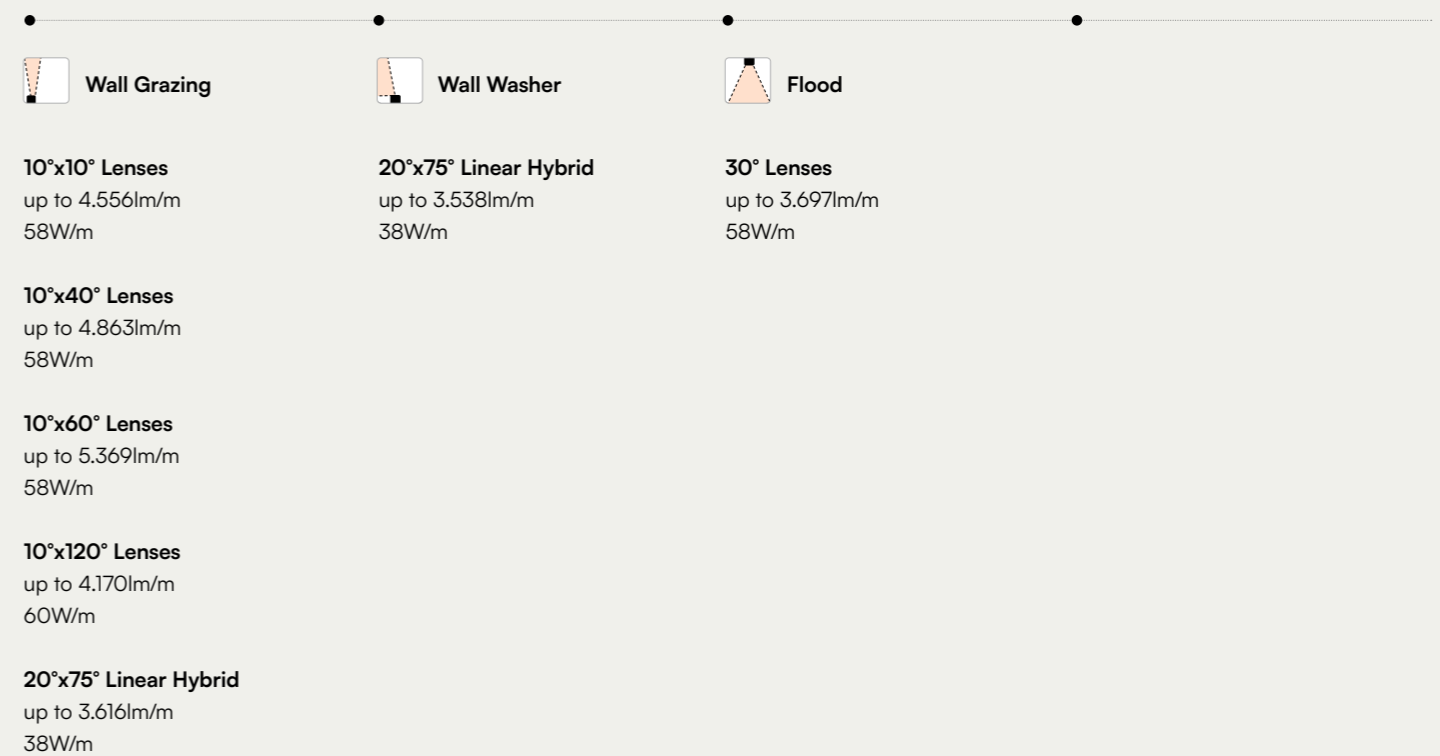 Wall Grazing
10°x10° Lenses
up to 4.556lm/m
58W/m
10°x40° Lenses
up to 4.863lm/m
58W/m
10°x60° Lenses
up to 5.369lm/m
58W/m
10°x120° Lenses
up to 4.170lm/m
60W/m
20°x75° Linear Hybrid
up to 3.616lm/m
38W/m
Wall Washer
20°x75° Linear Hybrid
up to 3.538lm/m
38W/m
Flood
30° Lenses
up to 3.697lm/m
58W/m